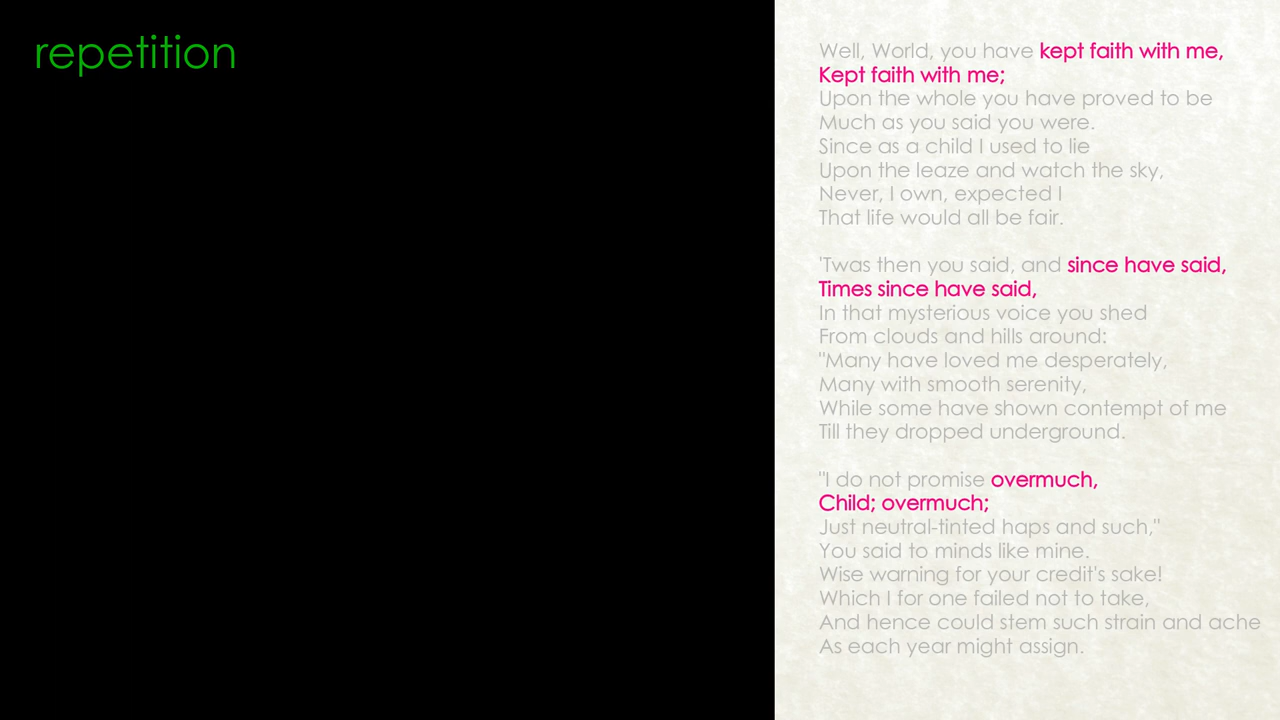 repetition
Well, World, you have kept faith with me,
Kept faith with me;
Upon the whole you have proved to be
Much as you said you were.
Since as a child I used to lie
Upon the leaze and watch the sky,
Never, I own, expected I
That life would all be fair.
'Twas then you said, and since have said,
Times since have said,
In that mysterious voice you shed
From clouds and hills around:
"Many have loved me desperately,
Many with smooth serenity,
While some have shown contempt of me
Till they dropped underground.
"I do not promise overmuch,
Child; overmuch;
Just neutral-tinted haps and such,"
You said to minds like mine.
Wise warning for your credit's sake!
Which I for one failed not to take,
And hence could stem such strain and ache
As each year might assign.